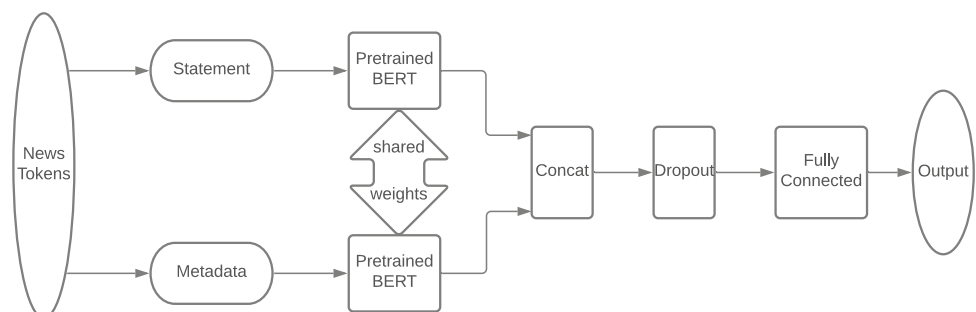 News
Tokens
Statement
Pretrained
BERT
shared
weights
Metadata
Pretrained
BERT
Concat
Dropout
Fully
Connected
Output